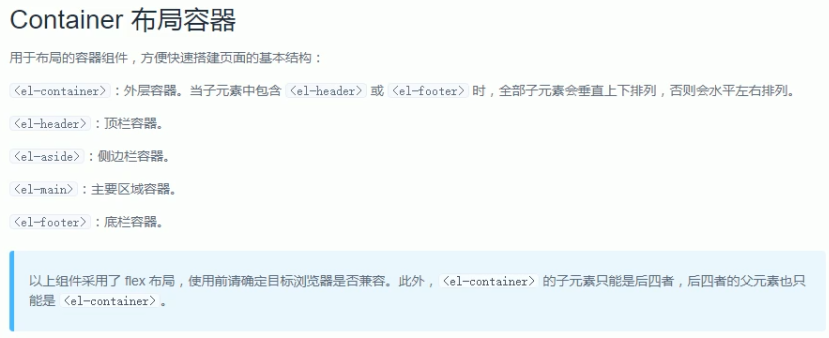 Container 布局容器
用于布局的容器组件，方便快速搭建页面的基本结构：
<el-container>：外层容器。当子元素中包含 <el-header> 或 <el-footer> 时，全部子元素会垂直上下排列，否则会水平左右排列。
<el-header>：顶栏容器。
<el-aside>：侧边栏容器。
<el-main>：主要区域容器。
<el-footer>：底栏容器。
以上组件采用了 flex 布局，使用前请确定目标浏览器是否兼容。此外，<el-container> 的子元素只能是后四者，后四者的父元素也只
能是 <el-container>。